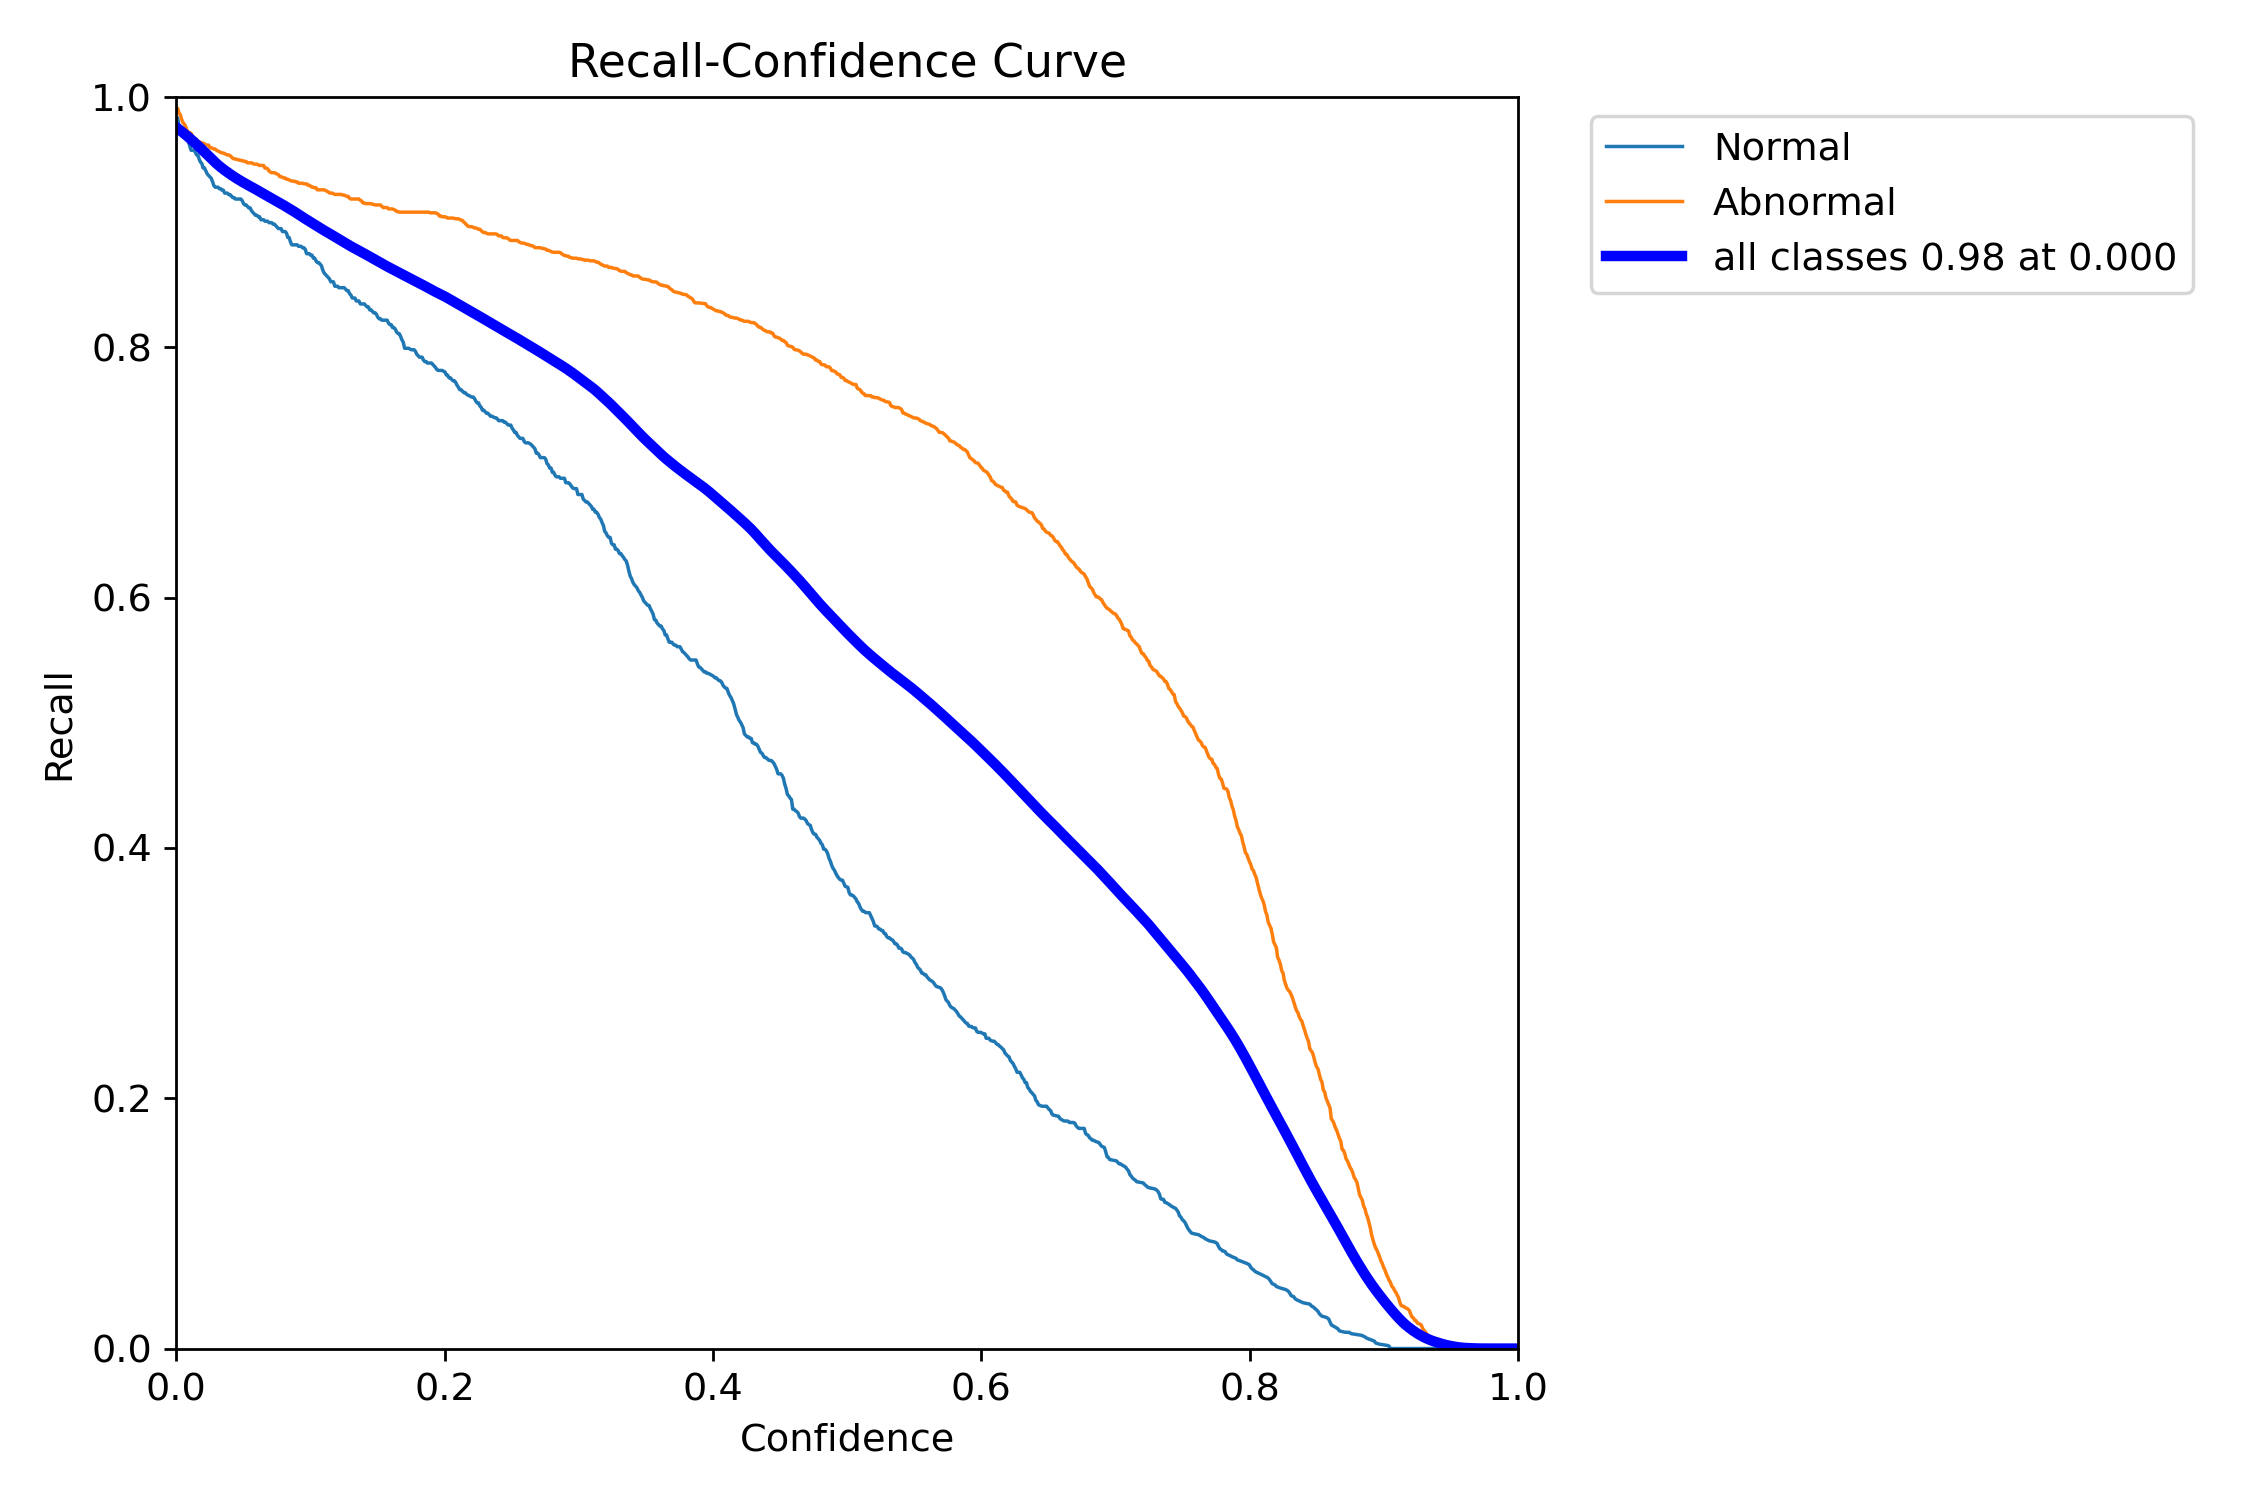 Recall-Confidence Curve
1.0
0.8
0.6
0.4
0.2
0.0
Recall
0.0 0.2 0.4 0.6 0.8 1.0
Confidence
Normal
Abnormal
all classes 0.98 at 0.000